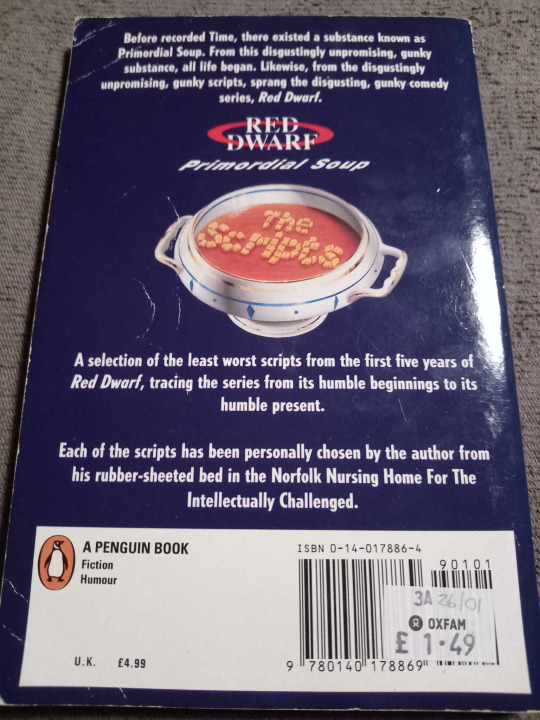 Before recorded Time, there existed a substance known as
Primordial Soup. From this disgustingly unpromising, gunky
substance, all life began. Likewise, from the disgustingly
unpromising, gunky scripts, sprang the disgusting, gunky comedy
series, Red Dwarf.
RED
DWARF
Primordial Soup
The
Scripts
A selection of the least worst scripts from the first five years of
Red Dwarf, tracing the series from its humble beginnings to its
humble present.
Each of the scripts has been personally chosen by the author from
his rubber-sheeted bed in the Norfolk Nursing Home For The
Intellectually Challenged.
A PENGUIN BOOK
Fiction
Humour
U.K. £4.99
ISBN 0-14-017886-4
90101
3A 26/01
OXFAM
£ 1·49
9 780140 178869